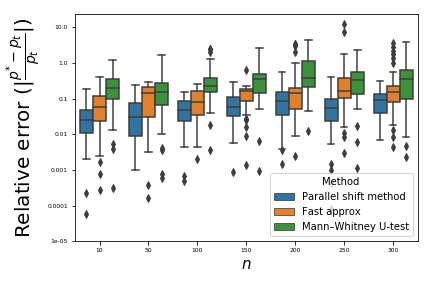 Relative error (|p* − p_t / p_t|)
10.0
1.0
0.1
0.01
0.001
0.0001
1e-05
10 50 100 150 200 250 300
n
Method
Parallel shift method
Fast approx
Mann–Whitney U-test